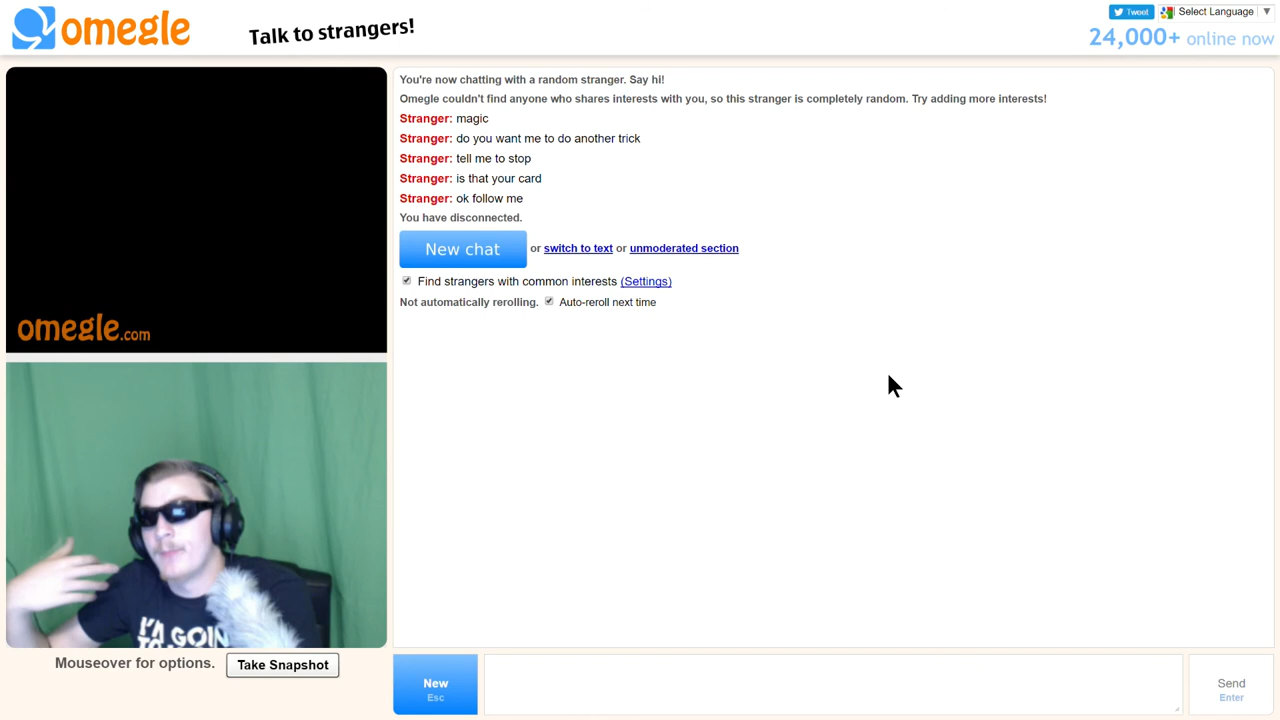 omegle
Talk to strangers!
Tweet
Select Language ▼
24,000+ online now
You're now chatting with a random stranger. Say hi!
Omegle couldn't find anyone who shares interests with you, so this stranger is completely random. Try adding more interests!
Stranger: magic
Stranger: do you want me to do another trick
Stranger: tell me to stop
Stranger: is that your card
Stranger: ok follow me
You have disconnected.
New chat or switch to text or unmoderated section
Find strangers with common interests (Settings)
Not automatically rerolling. Auto-reroll next time
omegle.com
I'M GOIN
Mouseover for options.
Take Snapshot
New
Esc
Send
Enter